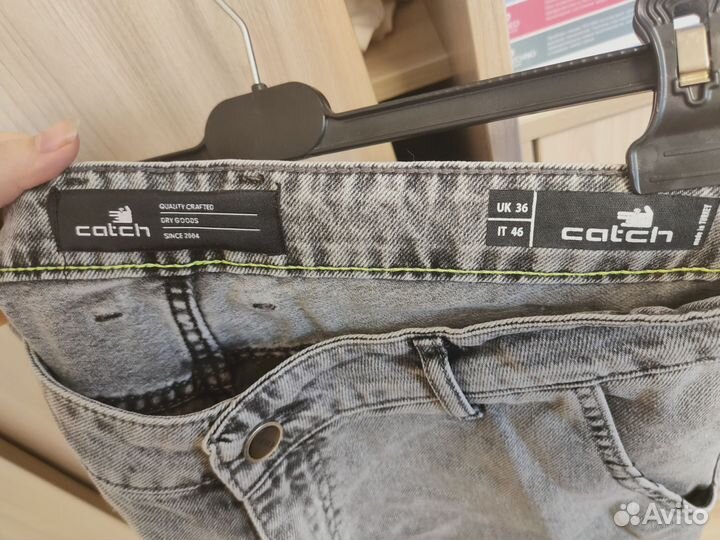 catch
QUALITY CRAFTED
DRY GOODS
SINCE 2004
UK 36
IT 46
catch
made in TURKEY
Avito